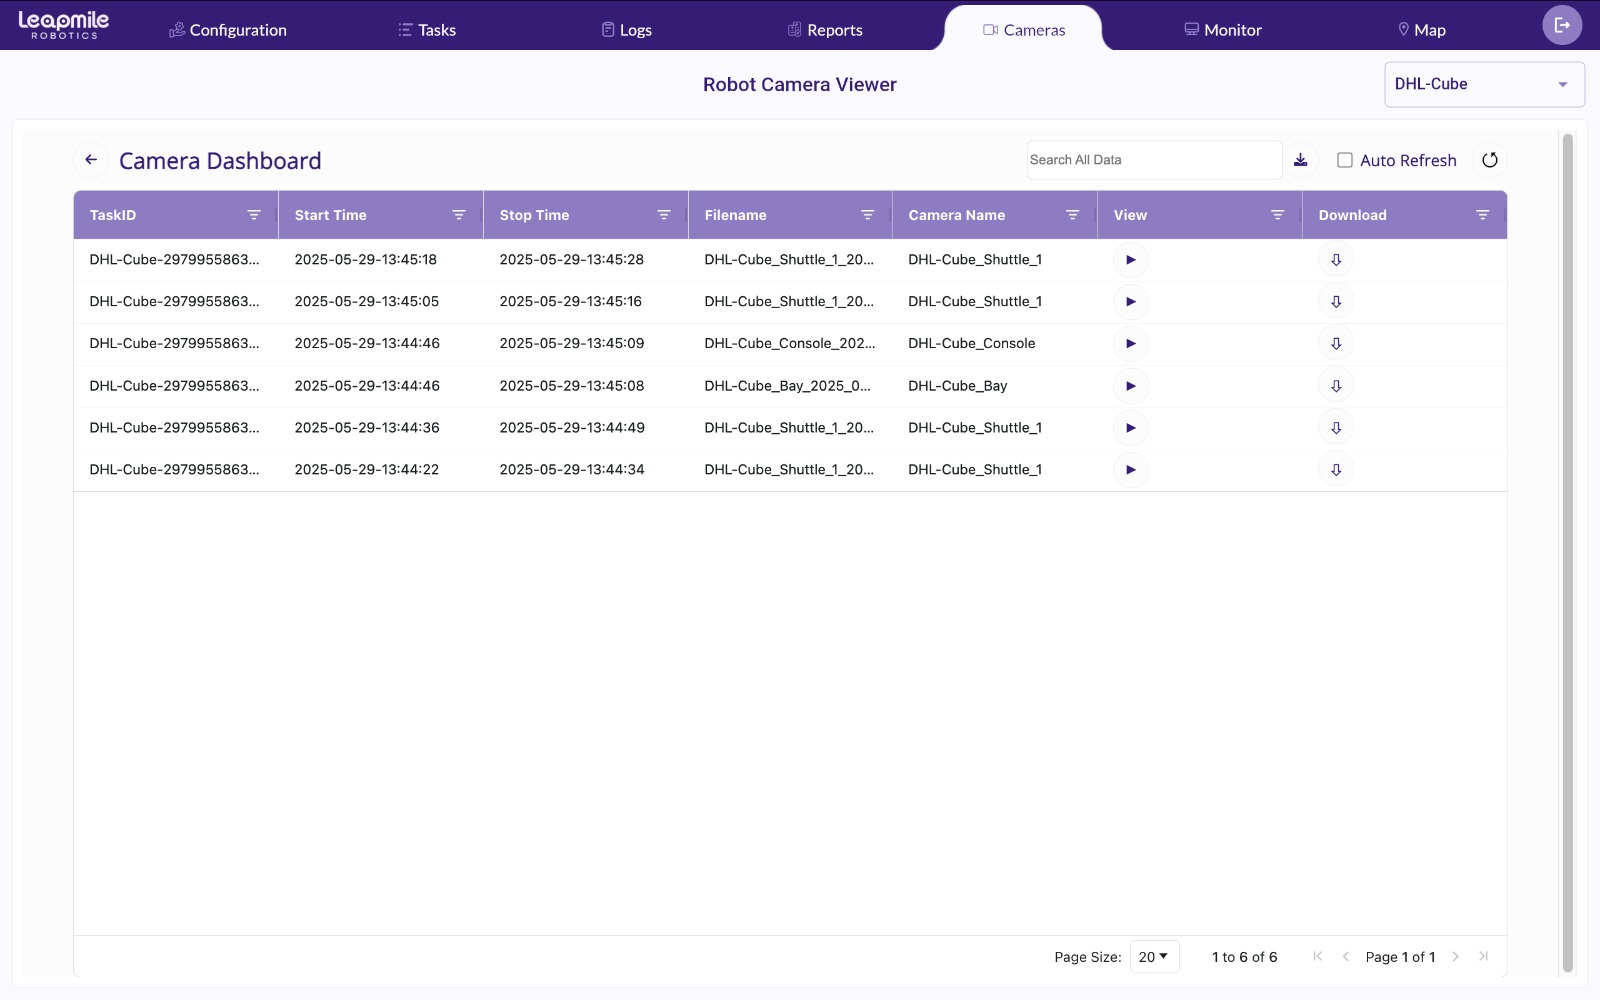 Leapmile
ROBOTICS
Configuration
Tasks
Logs
Reports
Cameras
Monitor
Map
Robot Camera Viewer
DHL-Cube
Camera Dashboard
Search All Data
Auto Refresh
TaskID Start Time Stop Time Filename Camera Name View Download
DHL-Cube-2979955863... 2025-05-29-13:45:18 2025-05-29-13:45:28 DHL-Cube_Shuttle_1_20... DHL-Cube_Shuttle_1
DHL-Cube-2979955863... 2025-05-29-13:45:05 2025-05-29-13:45:16 DHL-Cube_Shuttle_1_20... DHL-Cube_Shuttle_1
DHL-Cube-2979955863... 2025-05-29-13:44:46 2025-05-29-13:45:09 DHL-Cube_Console_202... DHL-Cube_Console
DHL-Cube-2979955863... 2025-05-29-13:44:46 2025-05-29-13:45:08 DHL-Cube_Bay_2025_0... DHL-Cube_Bay
DHL-Cube-2979955863... 2025-05-29-13:44:36 2025-05-29-13:44:49 DHL-Cube_Shuttle_1_20... DHL-Cube_Shuttle_1
DHL-Cube-2979955863... 2025-05-29-13:44:22 2025-05-29-13:44:34 DHL-Cube_Shuttle_1_20... DHL-Cube_Shuttle_1
Page Size: 20 1 to 6 of 6 Page 1 of 1